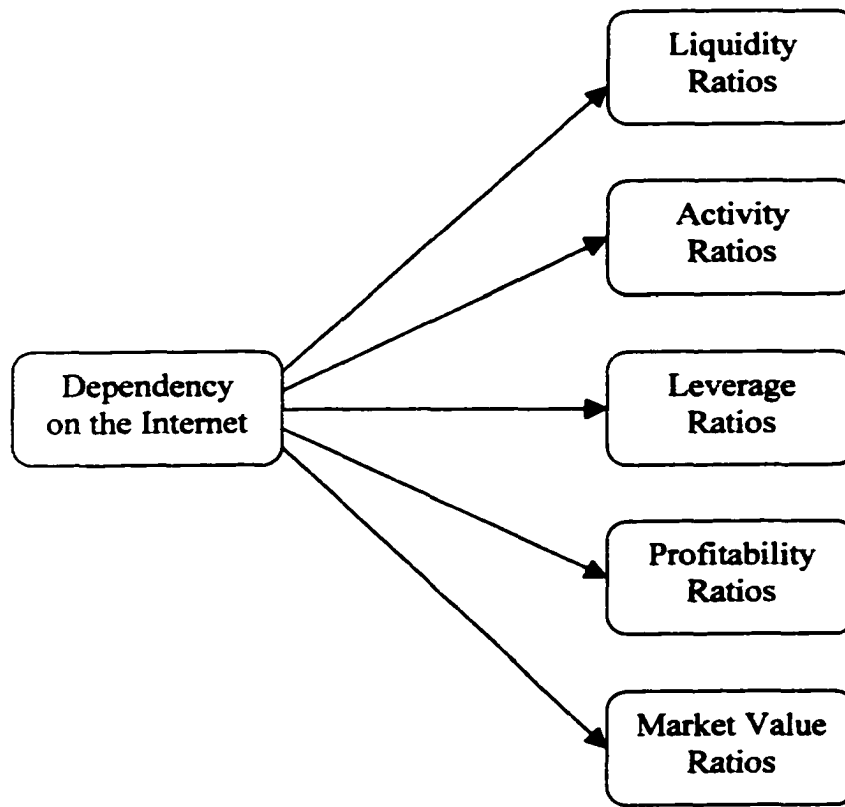 Liquidity
Ratios
Activity
Ratios
Dependency
on the Internet
Leverage
Ratios
Profitability
Ratios
Market Value
Ratios